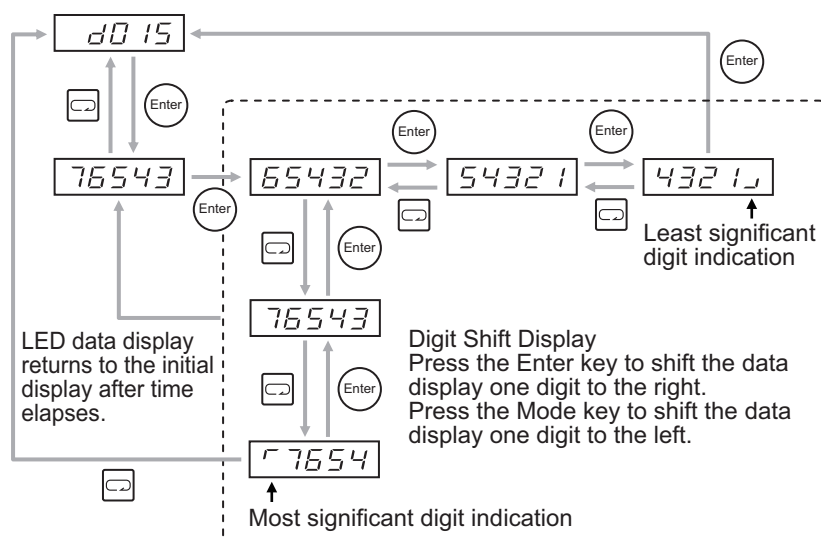 d015
Enter
Enter
76543
Enter
65432
Enter
54321
Enter
4321⌟
Enter
Least significant
digit indication
Enter
76543
LED data display
returns to the initial
display after time
elapses.
Digit Shift Display
Press the Enter key to shift the data
display one digit to the right.
Press the Mode key to shift the data
display one digit to the left.
Enter
⌜7654
Most significant digit indication